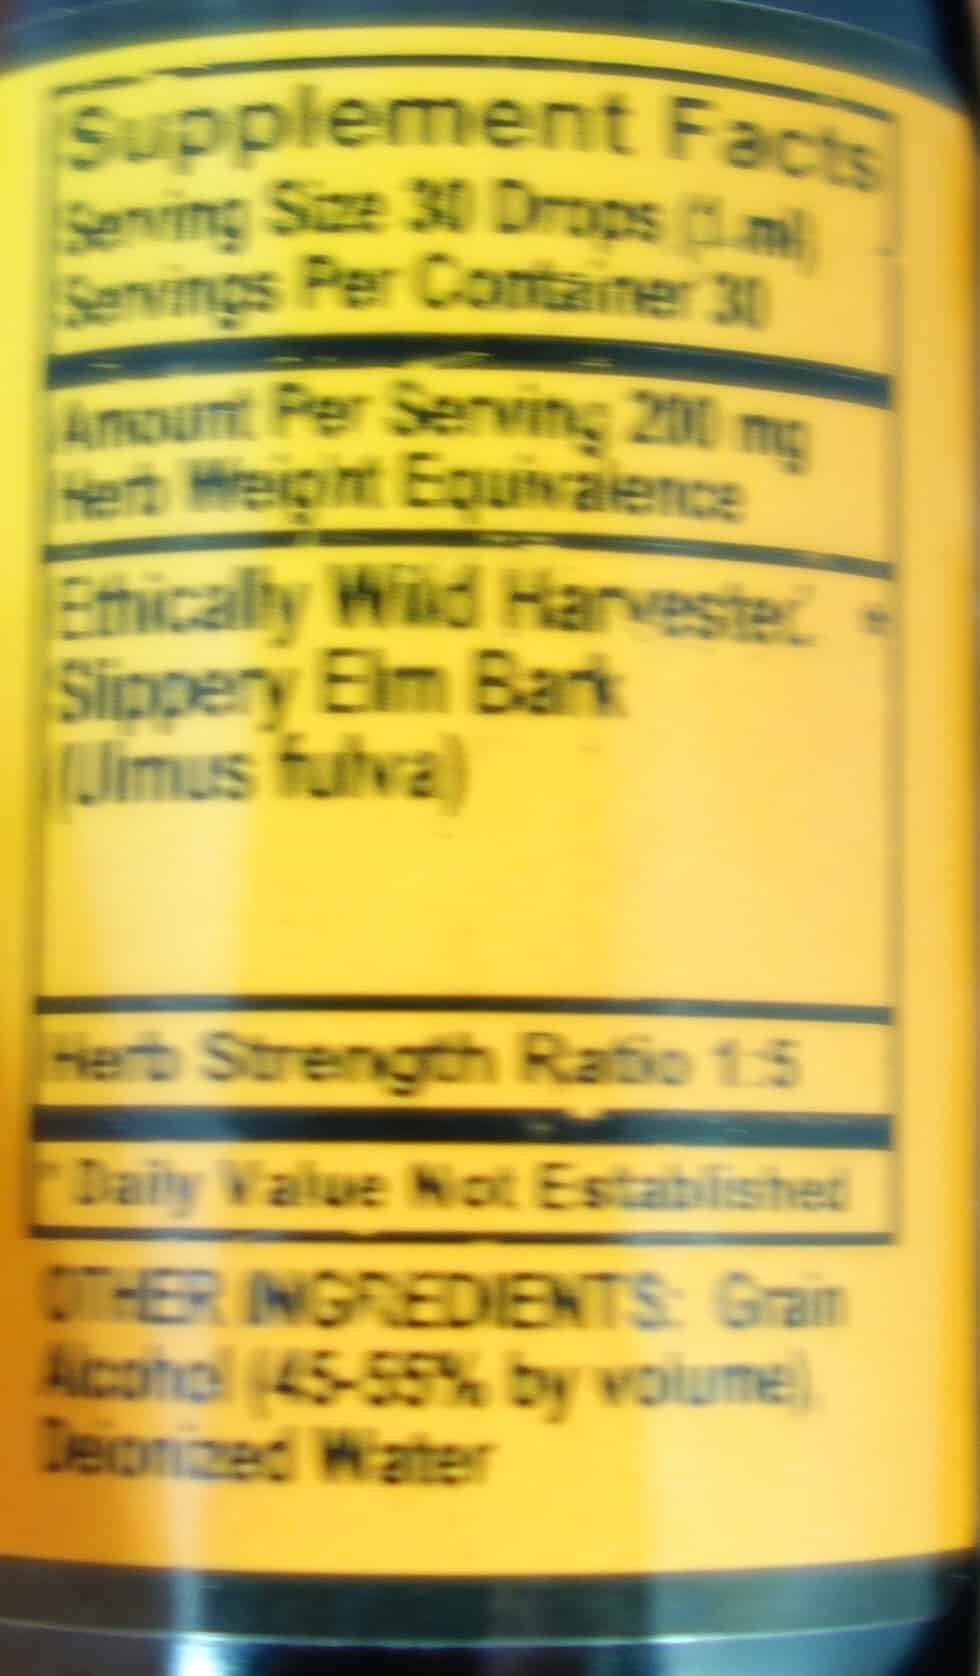 Supplement Facts
Serving Size 30 Drops (1 ml)
Servings Per Container 30
Amount Per Serving 200 mg
Herb Weight Equivalence
Ethically Wild Harvested *
Slippery Elm Bark
(Ulmus fulva)
Herb Strength Ratio 1:5
* Daily Value Not Established
OTHER INGREDIENTS: Grain
Alcohol (45-55% by volume),
Deionized Water